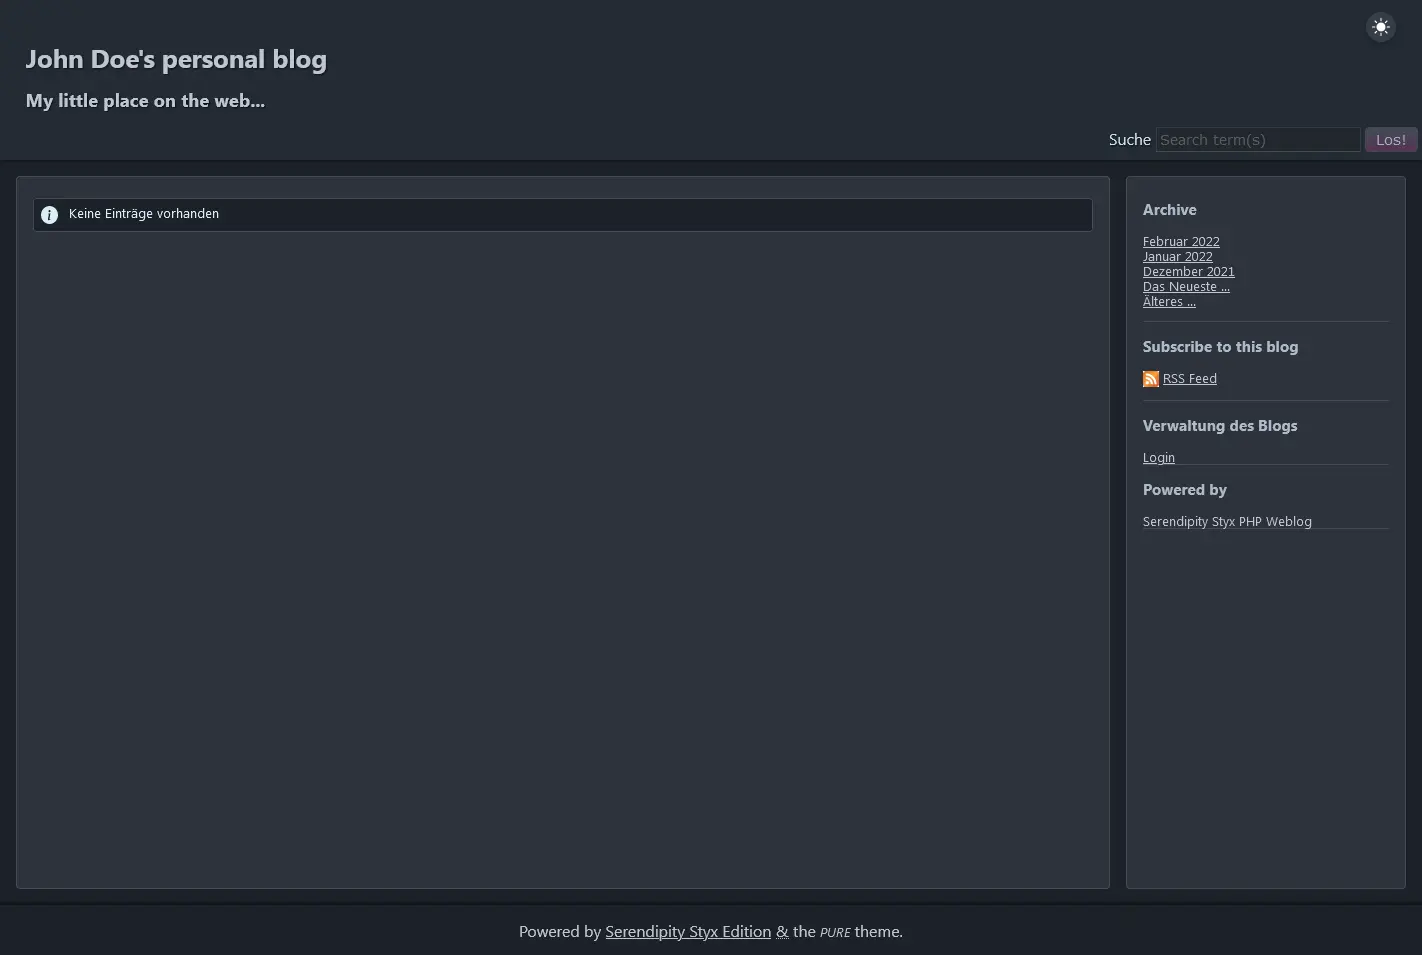 John Doe's personal blog
My little place on the web...
Suche Search term(s) Los!
i Keine Einträge vorhanden
Archive
Februar 2022
Januar 2022
Dezember 2021
Das Neueste ...
Älteres ...
Subscribe to this blog
RSS Feed
Verwaltung des Blogs
Login
Powered by
Serendipity Styx PHP Weblog
Powered by Serendipity Styx Edition & the PURE theme.